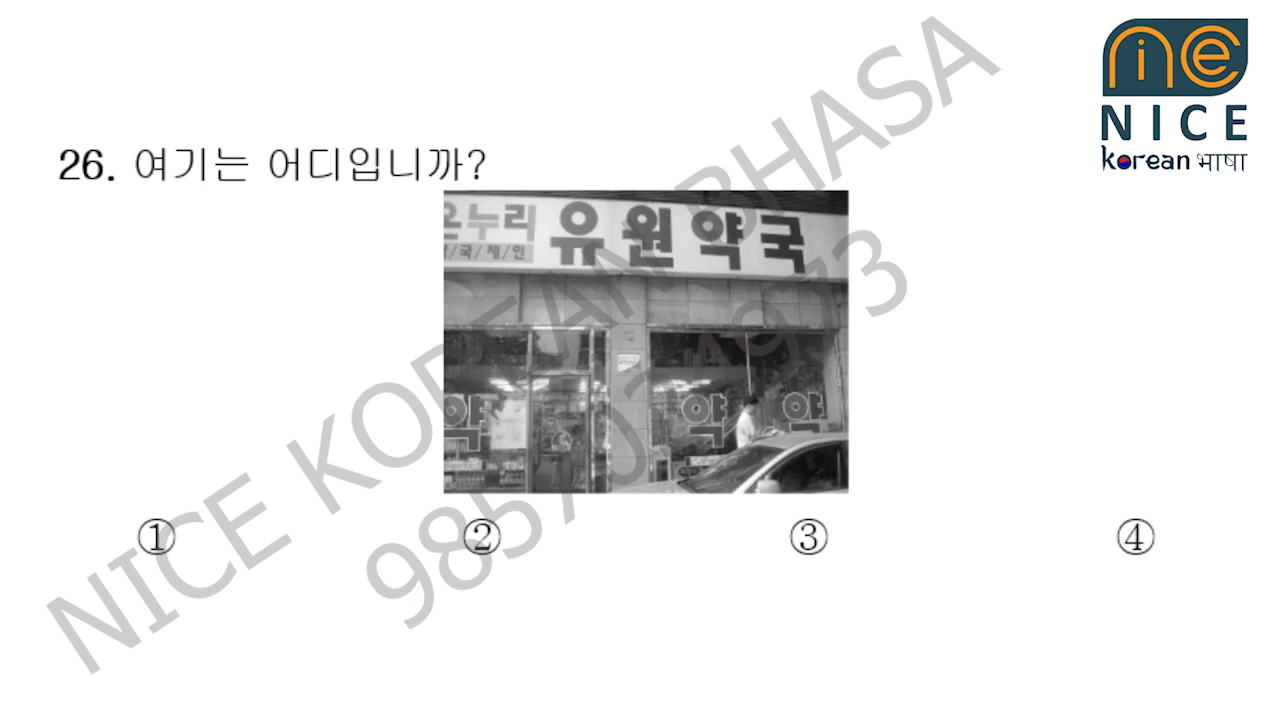 NICE
korean भाषा
26. 여기는 어디입니까?
온누리 유원약국
국/체/인
약 약 약
① ② ③ ④
NICE KOREAN BHASA
9857024973